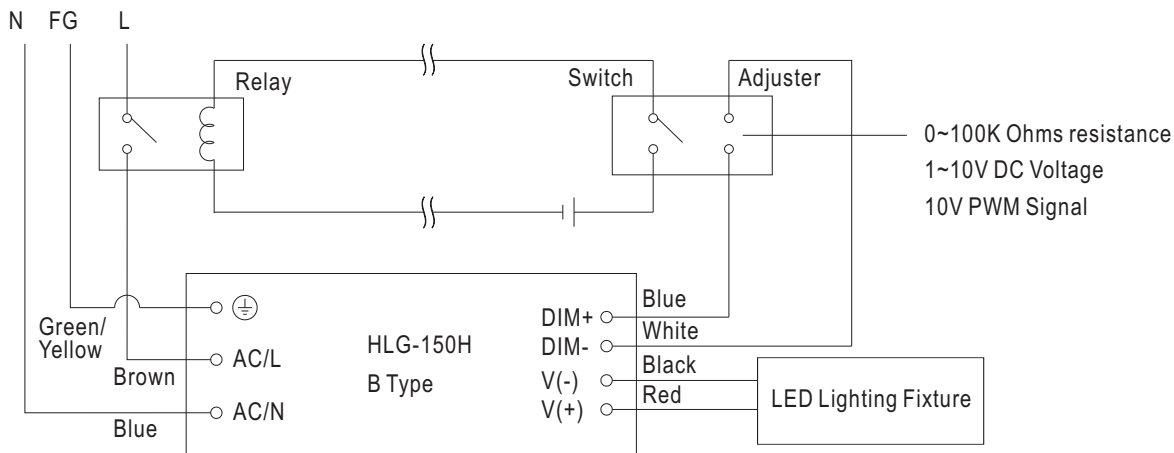 N FG L
Relay
Switch
Adjuster
0~100K Ohms resistance
1~10V DC Voltage
10V PWM Signal
Green/
Yellow
Brown
Blue
AC/L
AC/N
HLG-150H
B Type
DIM+
DIM-
V(-)
V(+)
Blue
White
Black
Red
LED Lighting Fixture